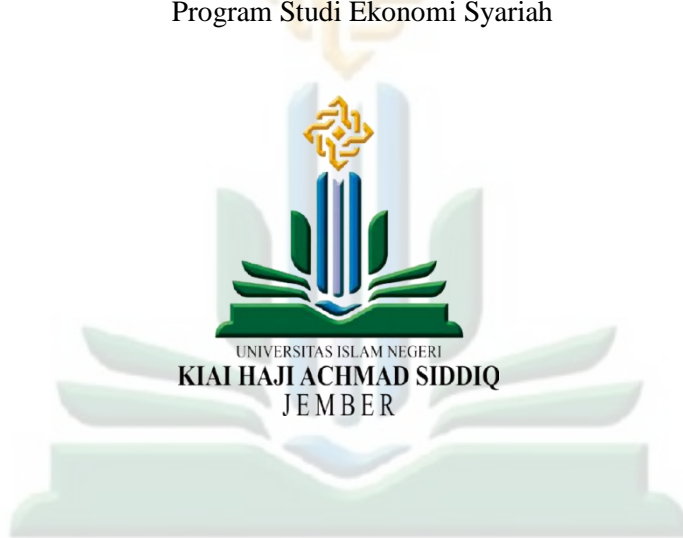 Program Studi Ekonomi Syariah
UNIVERSITAS ISLAM NEGERI
KIAI HAJI ACHMAD SIDDIQ
JEMBER